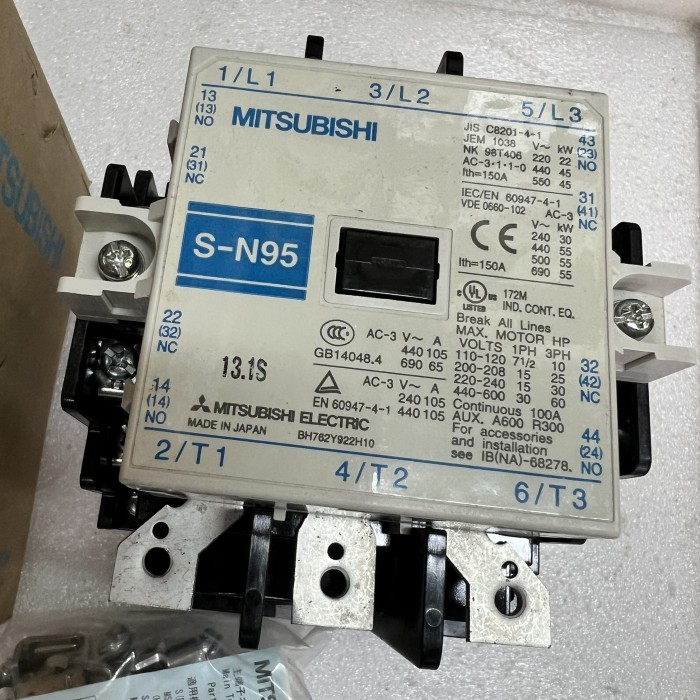 1/L1 3/L2 5/L3
13
(13)
NO
MITSUBISHI
21
(31)
NC
S-N95
JIS C8201-4-1
JEM 1038 V~ kW
NK 98T406 220 22
AC-3·1·1-0 440 45
Ith=150A 550 45
43
(23)
NO
IEC/EN 60947-4-1
VDE 0660-102 AC-3
V~ kW
240 30
440 55
500 55
Ith=150A 690 55
CE
31
(41)
NC
c UL us 172M
LISTED IND. CONT. EQ.
Break All Lines
MAX. MOTOR HP
VOLTS 1PH 3PH
110-120 7 1/2 10
200-208 15 25
220-240 15 30
440-600 30 60
Continuous 100A
AUX. A600 R300
For accessories
and installation
see IB(NA)-68278.
22
(32)
NC
CCC AC-3 V~ A
440 105
GB14048.4 690 65
13.1S
AC-3 V~ A
240 105
EN 60947-4-1 440 105
14
(14)
NO
MITSUBISHI ELECTRIC
MADE IN JAPAN BH762Y922H10
32
(42)
NC
44
(24)
NO
2/T1 4/T2 6/T3
TSUBISHI